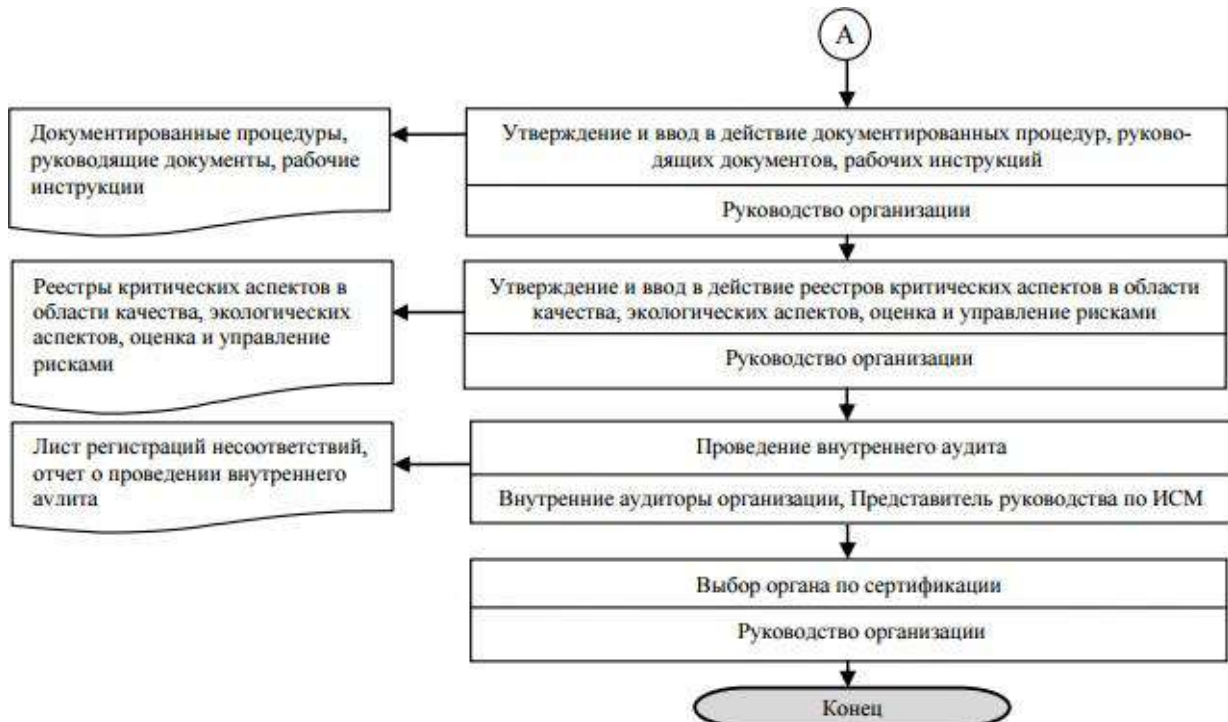 А
Документированные процедуры,
руководящие документы, рабочие
инструкции
Утверждение и ввод в действие документированных процедур, руково-
дящих документов, рабочих инструкций
Руководство организации
Реестры критических аспектов в
области качества, экологических
аспектов, оценка и управление
рисками
Утверждение и ввод в действие реестров критических аспектов в области
качества, экологических аспектов, оценка и управление рисками
Руководство организации
Лист регистраций несоответствий,
отчет о проведении внутреннего
аудита
Проведение внутреннего аудита
Внутренние аудиторы организации, Представитель руководства по ИСМ
Выбор органа по сертификации
Руководство организации
Конец